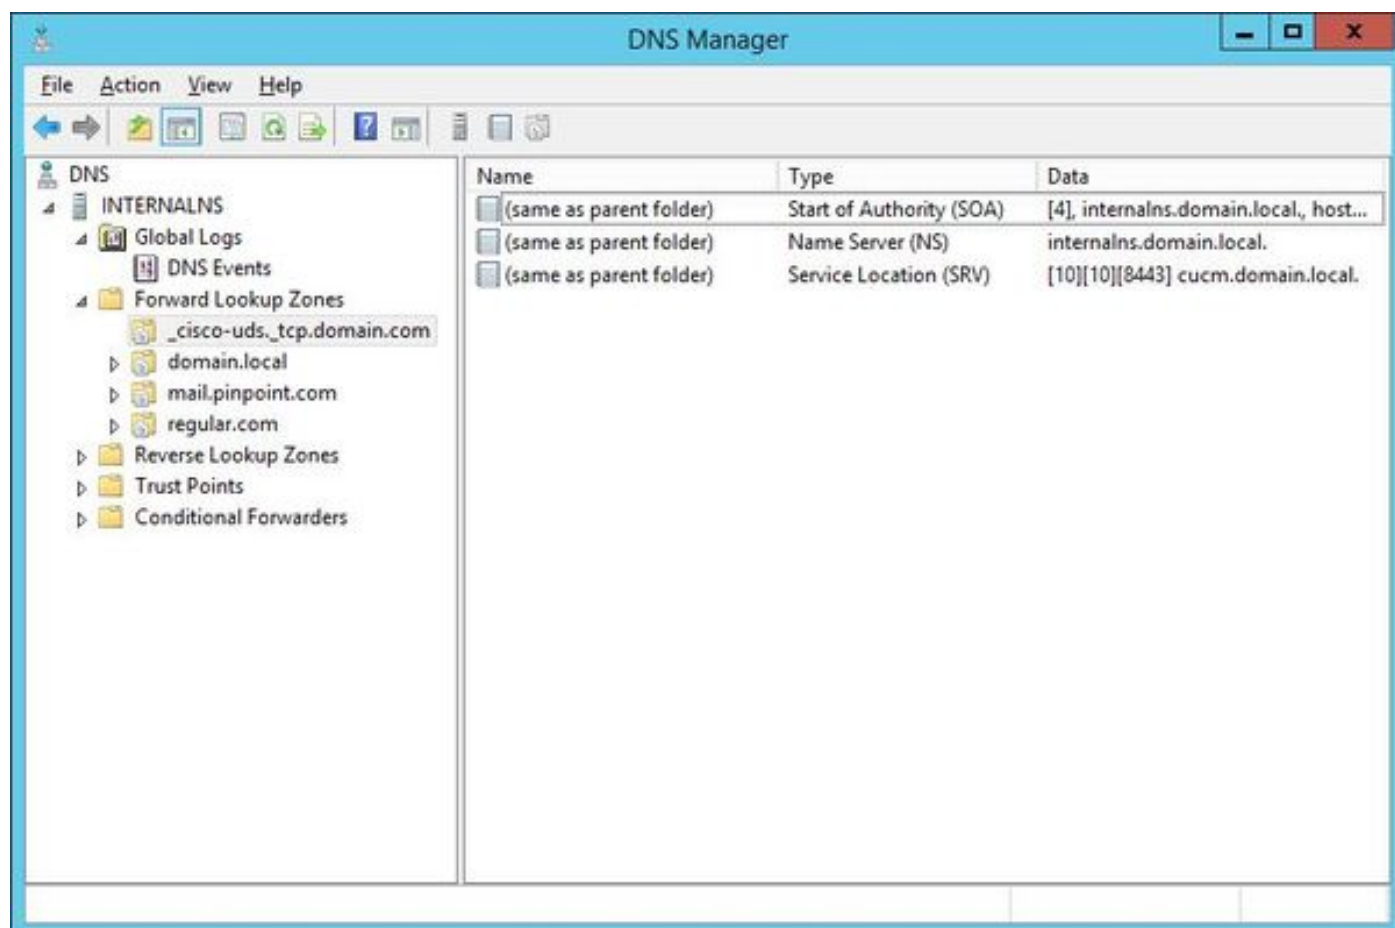 DNS Manager
File Action View Help
DNS
INTERNALNS
Global Logs
DNS Events
Forward Lookup Zones
_cisco-uds._tcp.domain.com
domain.local
mail.pinpoint.com
regular.com
Reverse Lookup Zones
Trust Points
Conditional Forwarders
Name Type Data
(same as parent folder) Start of Authority (SOA) [4], internalns.domain.local., host...
(same as parent folder) Name Server (NS) internalns.domain.local.
(same as parent folder) Service Location (SRV) [10][10][8443] cucm.domain.local.